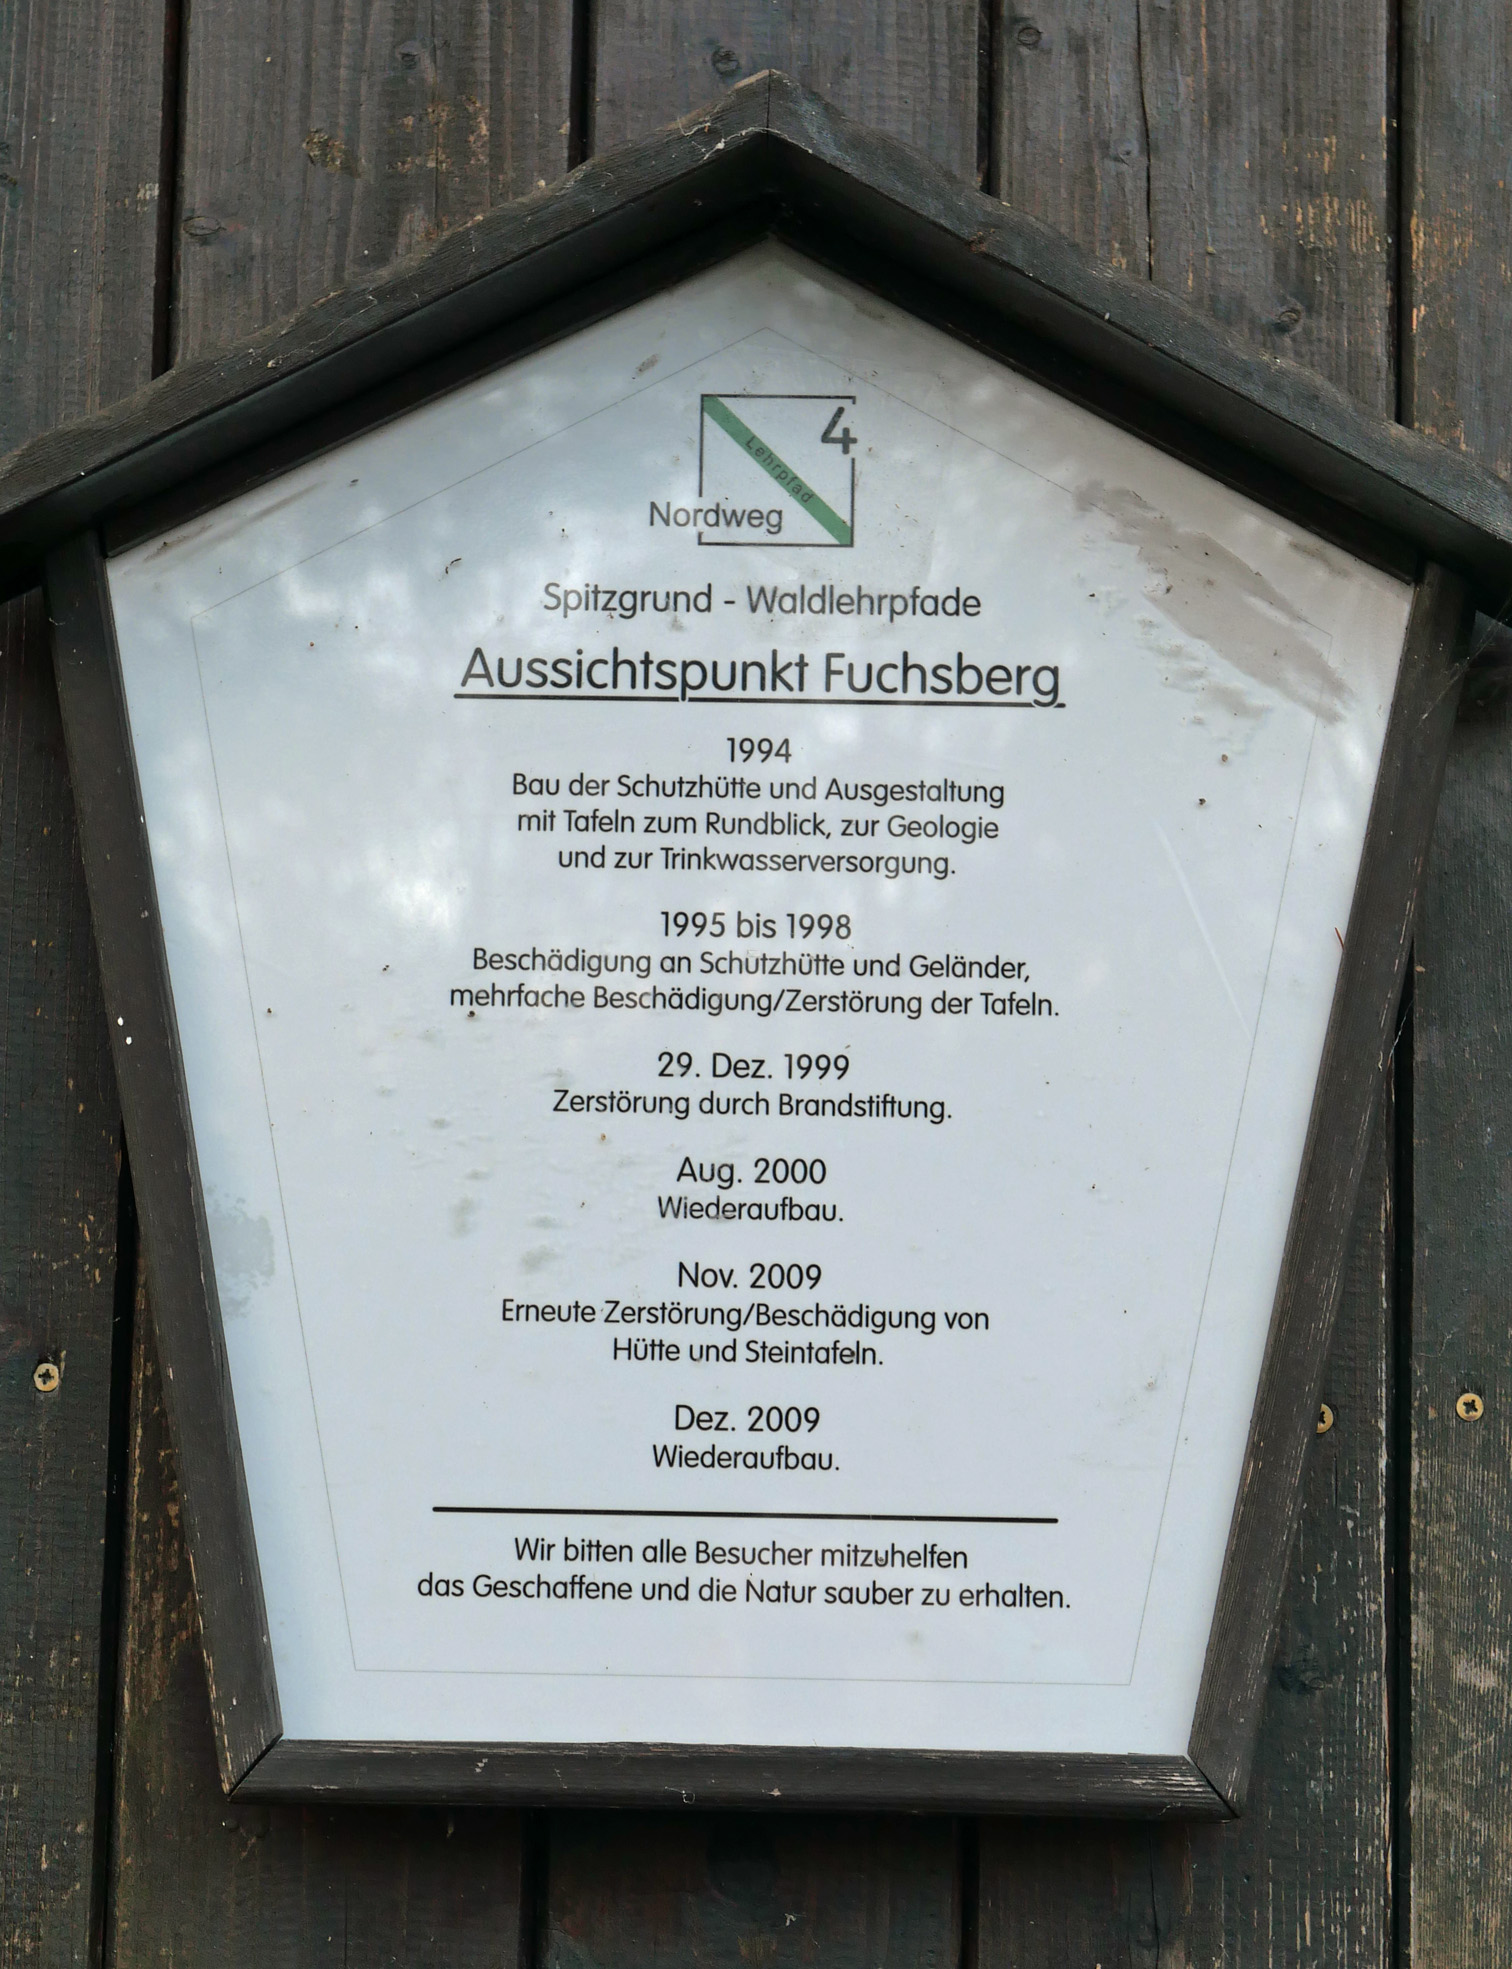 4
Lehrpfad
Nordweg
Spitzgrund - Waldlehrpfade
Aussichtspunkt Fuchsberg
1994
Bau der Schutzhütte und Ausgestaltung
mit Tafeln zum Rundblick, zur Geologie
und zur Trinkwasserversorgung.
1995 bis 1998
Beschädigung an Schutzhütte und Geländer,
mehrfache Beschädigung/Zerstörung der Tafeln.
29. Dez. 1999
Zerstörung durch Brandstiftung.
Aug. 2000
Wiederaufbau.
Nov. 2009
Erneute Zerstörung/Beschädigung von
Hütte und Steintafeln.
Dez. 2009
Wiederaufbau.
Wir bitten alle Besucher mitzuhelfen
das Geschaffene und die Natur sauber zu erhalten.